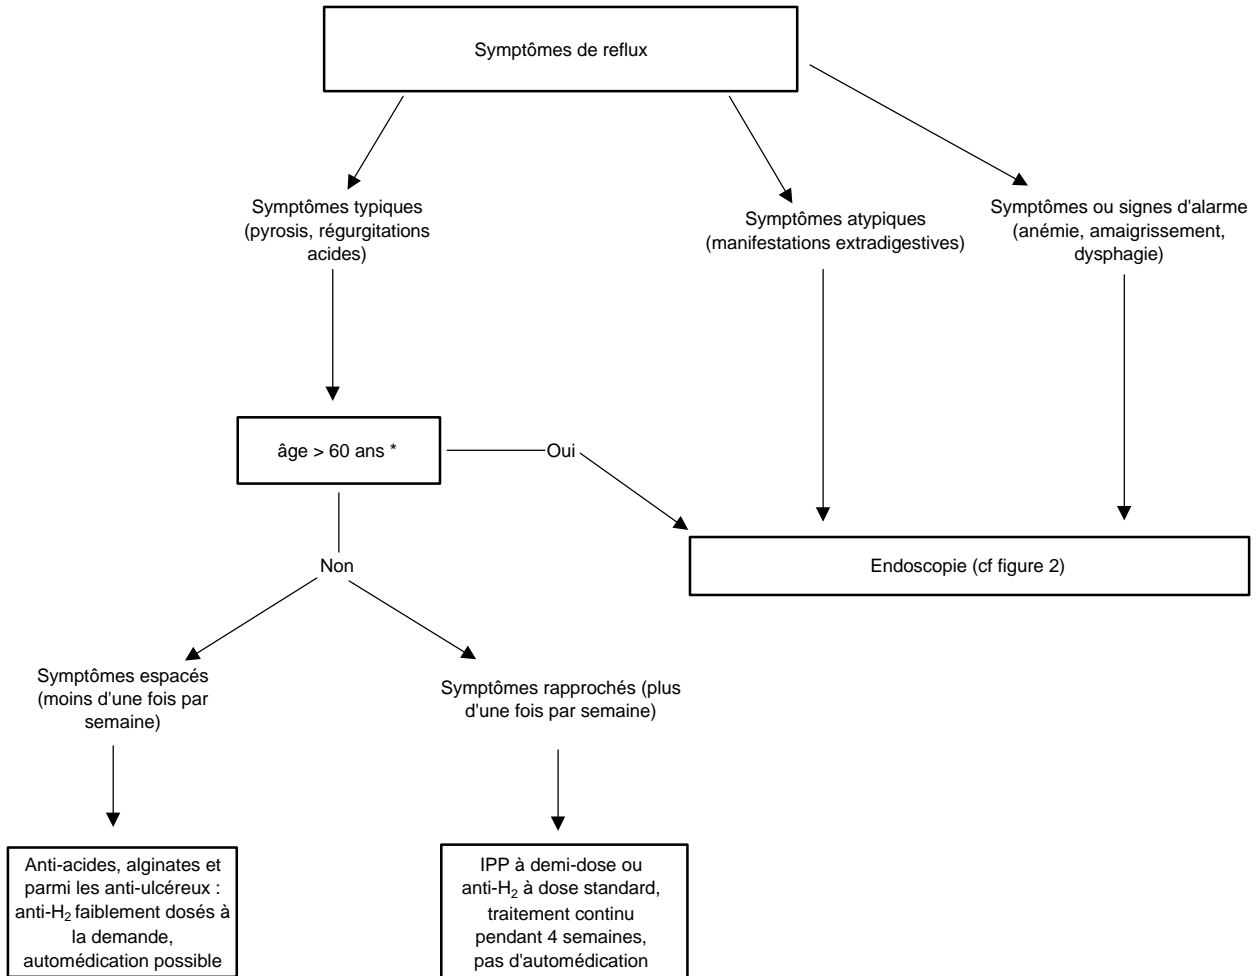 Symptômes de reflux
Symptômes typiques
(pyrosis, régurgitations
acides)
Symptômes atypiques
(manifestations extradigestives)
Symptômes ou signes d'alarme
(anémie, amaigrissement,
dysphagie)
âge > 60 ans *
Oui
Endoscopie (cf figure 2)
Non
Symptômes espacés
(moins d'une fois par
semaine)
Symptômes rapprochés (plus
d'une fois par semaine)
Anti-acides, alginates et
parmi les anti-ulcéreux :
anti-H₂ faiblement dosés à
la demande,
automédication possible
IPP à demi-dose ou
anti-H₂ à dose standard,
traitement continu
pendant 4 semaines,
pas d'automédication